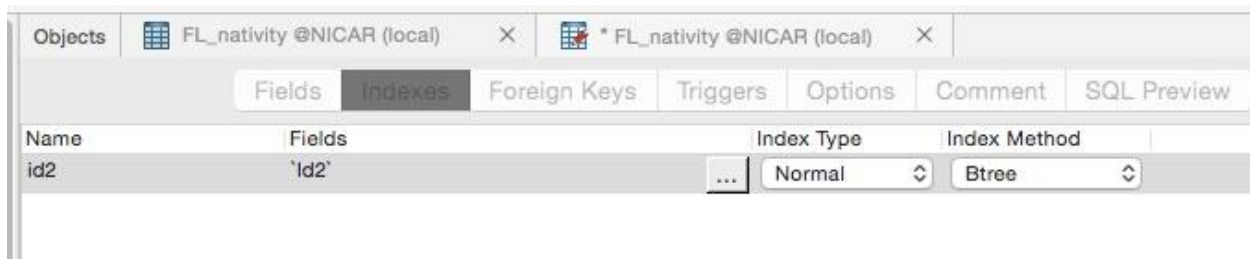 Objects FL_nativity @NICAR (local) × * FL_nativity @NICAR (local) ×
Fields Indexes Foreign Keys Triggers Options Comment SQL Preview
Name Fields Index Type Index Method
id2 `Id2` ... Normal Btree